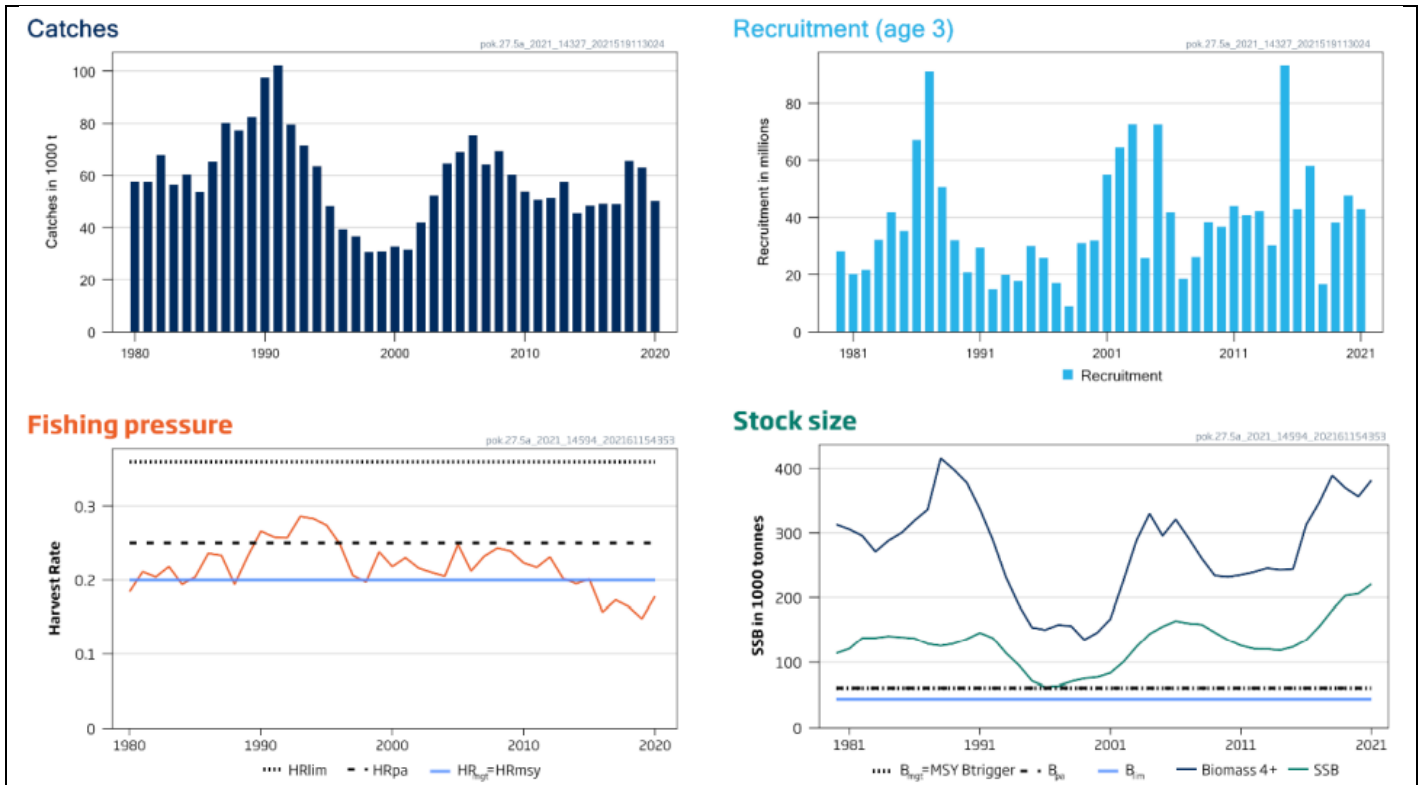 Catches
pok.27.5a_2021_14327_2021519113024
Catches in 1000 t
100
80
60
40
20
0
1980
1990
2000
2010
2020
Recruitment (age 3)
pok.27.5a_2021_14327_2021519113024
Recruitment in millions
80
60
40
20
0
1981
1991
2001
2011
2021
Recruitment
Fishing pressure
pok.27.5a_2021_14594_202161154353
Harvest Rate
0.3
0.2
0.1
0
1980
1990
2000
2010
2020
HRlim
HRpa
HRmgt=HRmsy
Stock size
pok.27.5a_2021_14594_202161154353
SSB in 1000 tonnes
400
300
200
100
0
1981
1991
2001
2011
2021
Bmgt=MSY Btrigger
Bpa
Blim
Biomass 4+
SSB